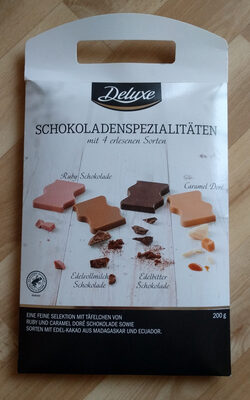 Deluxe
SCHOKOLADENSPEZIALITÄTEN
mit 4 erlesenen Sorten
Ruby Schokolade
Caramel Doré
Edelvollmilch
Schokolade
Edelbitter
Schokolade
200 g
EINE FEINE SELEKTION MIT TÄFELCHEN VON
RUBY UND CARAMEL DORÉ SCHOKOLADE SOWIE
SORTEN MIT EDEL-KAKAO AUS MADAGASKAR UND ECUADOR.